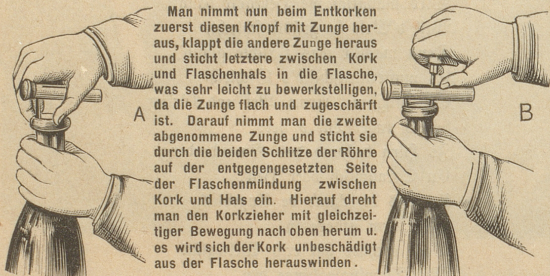 Man nimmt nun beim Entkorken
zuerst diesen Knopf mit Zunge her-
aus, klappt die andere Zunge heraus
und sticht letztere zwischen Kork
und Flaschenhals in die Flasche,
was sehr leicht zu bewerkstelligen,
da die Zunge flach und zugeschärft
ist. Darauf nimmt man die zweite
abgenommene Zunge und sticht sie
durch die beiden Schlitze der Röhre
auf der entgegengesetzten Seite
der Flaschenmündung zwischen
Kork und Hals ein. Hierauf dreht
man den Korkzieher mit gleichzei-
tiger Bewegung nach oben herum u.
es wird sich der Kork unbeschädigt
aus der Flasche herauswinden.
A
B